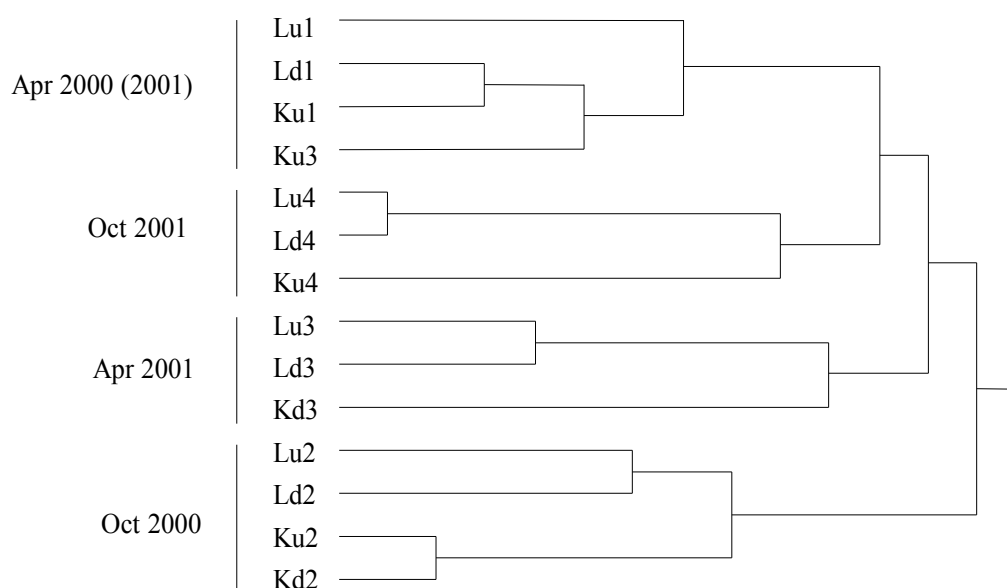 Lu1
Ld1
Apr 2000 (2001)
Ku1
Ku3
Lu4
Oct 2001
Ld4
Ku4
Lu3
Apr 2001
Ld3
Kd3
Lu2
Ld2
Oct 2000
Ku2
Kd2